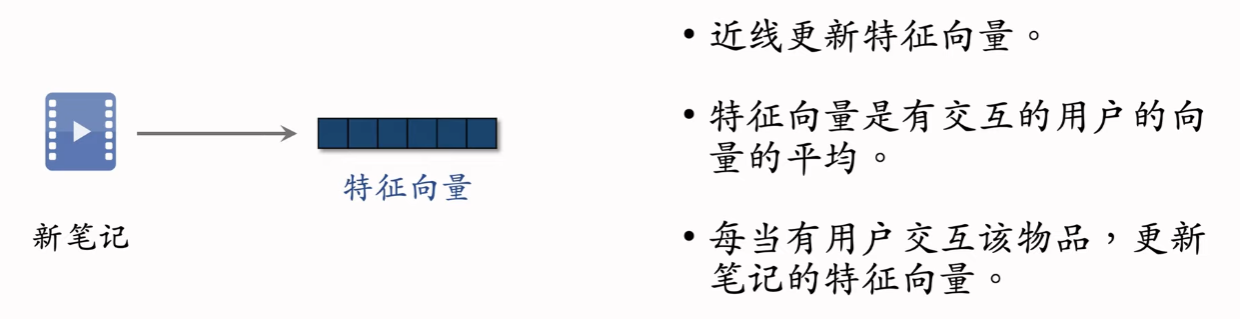 特征向量
新笔记
• 近线更新特征向量。
• 特征向量是有交互的用户的向
量的平均。
• 每当有用户交互该物品，更新
笔记的特征向量。